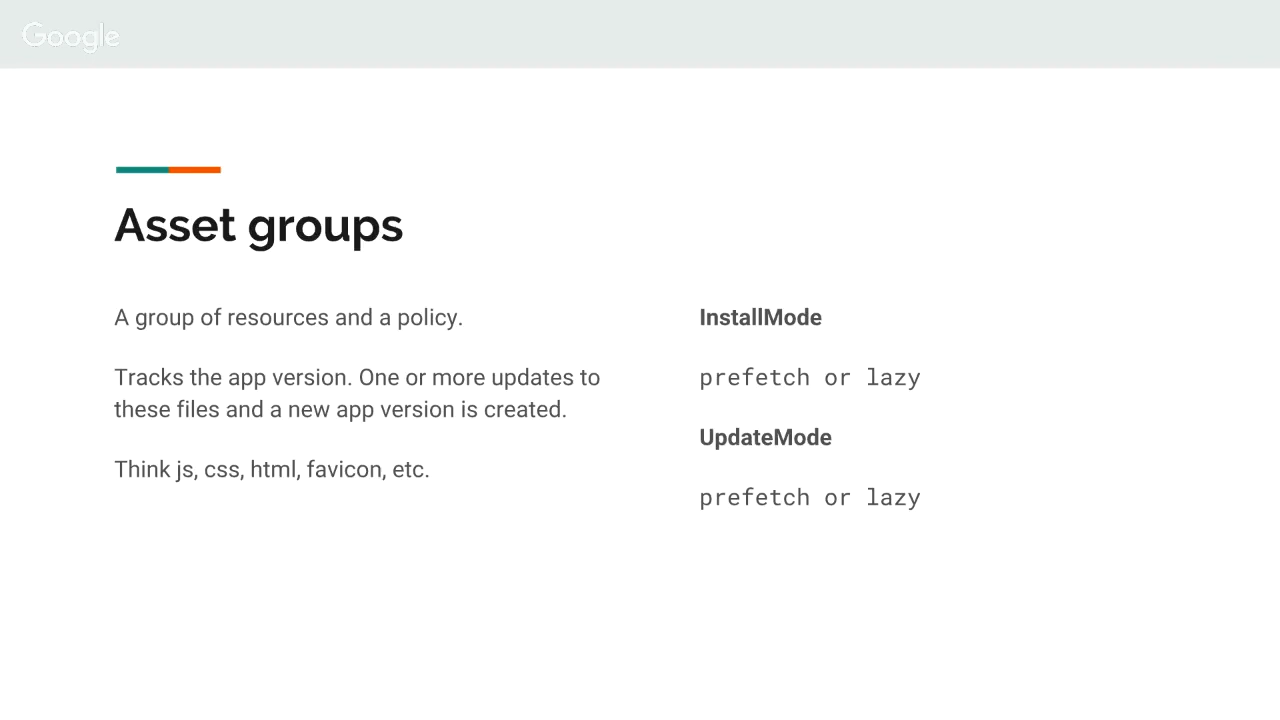 Google
Asset groups
A group of resources and a policy.
Tracks the app version. One or more updates to
these files and a new app version is created.
Think js, css, html, favicon, etc.
InstallMode
prefetch or lazy
UpdateMode
prefetch or lazy